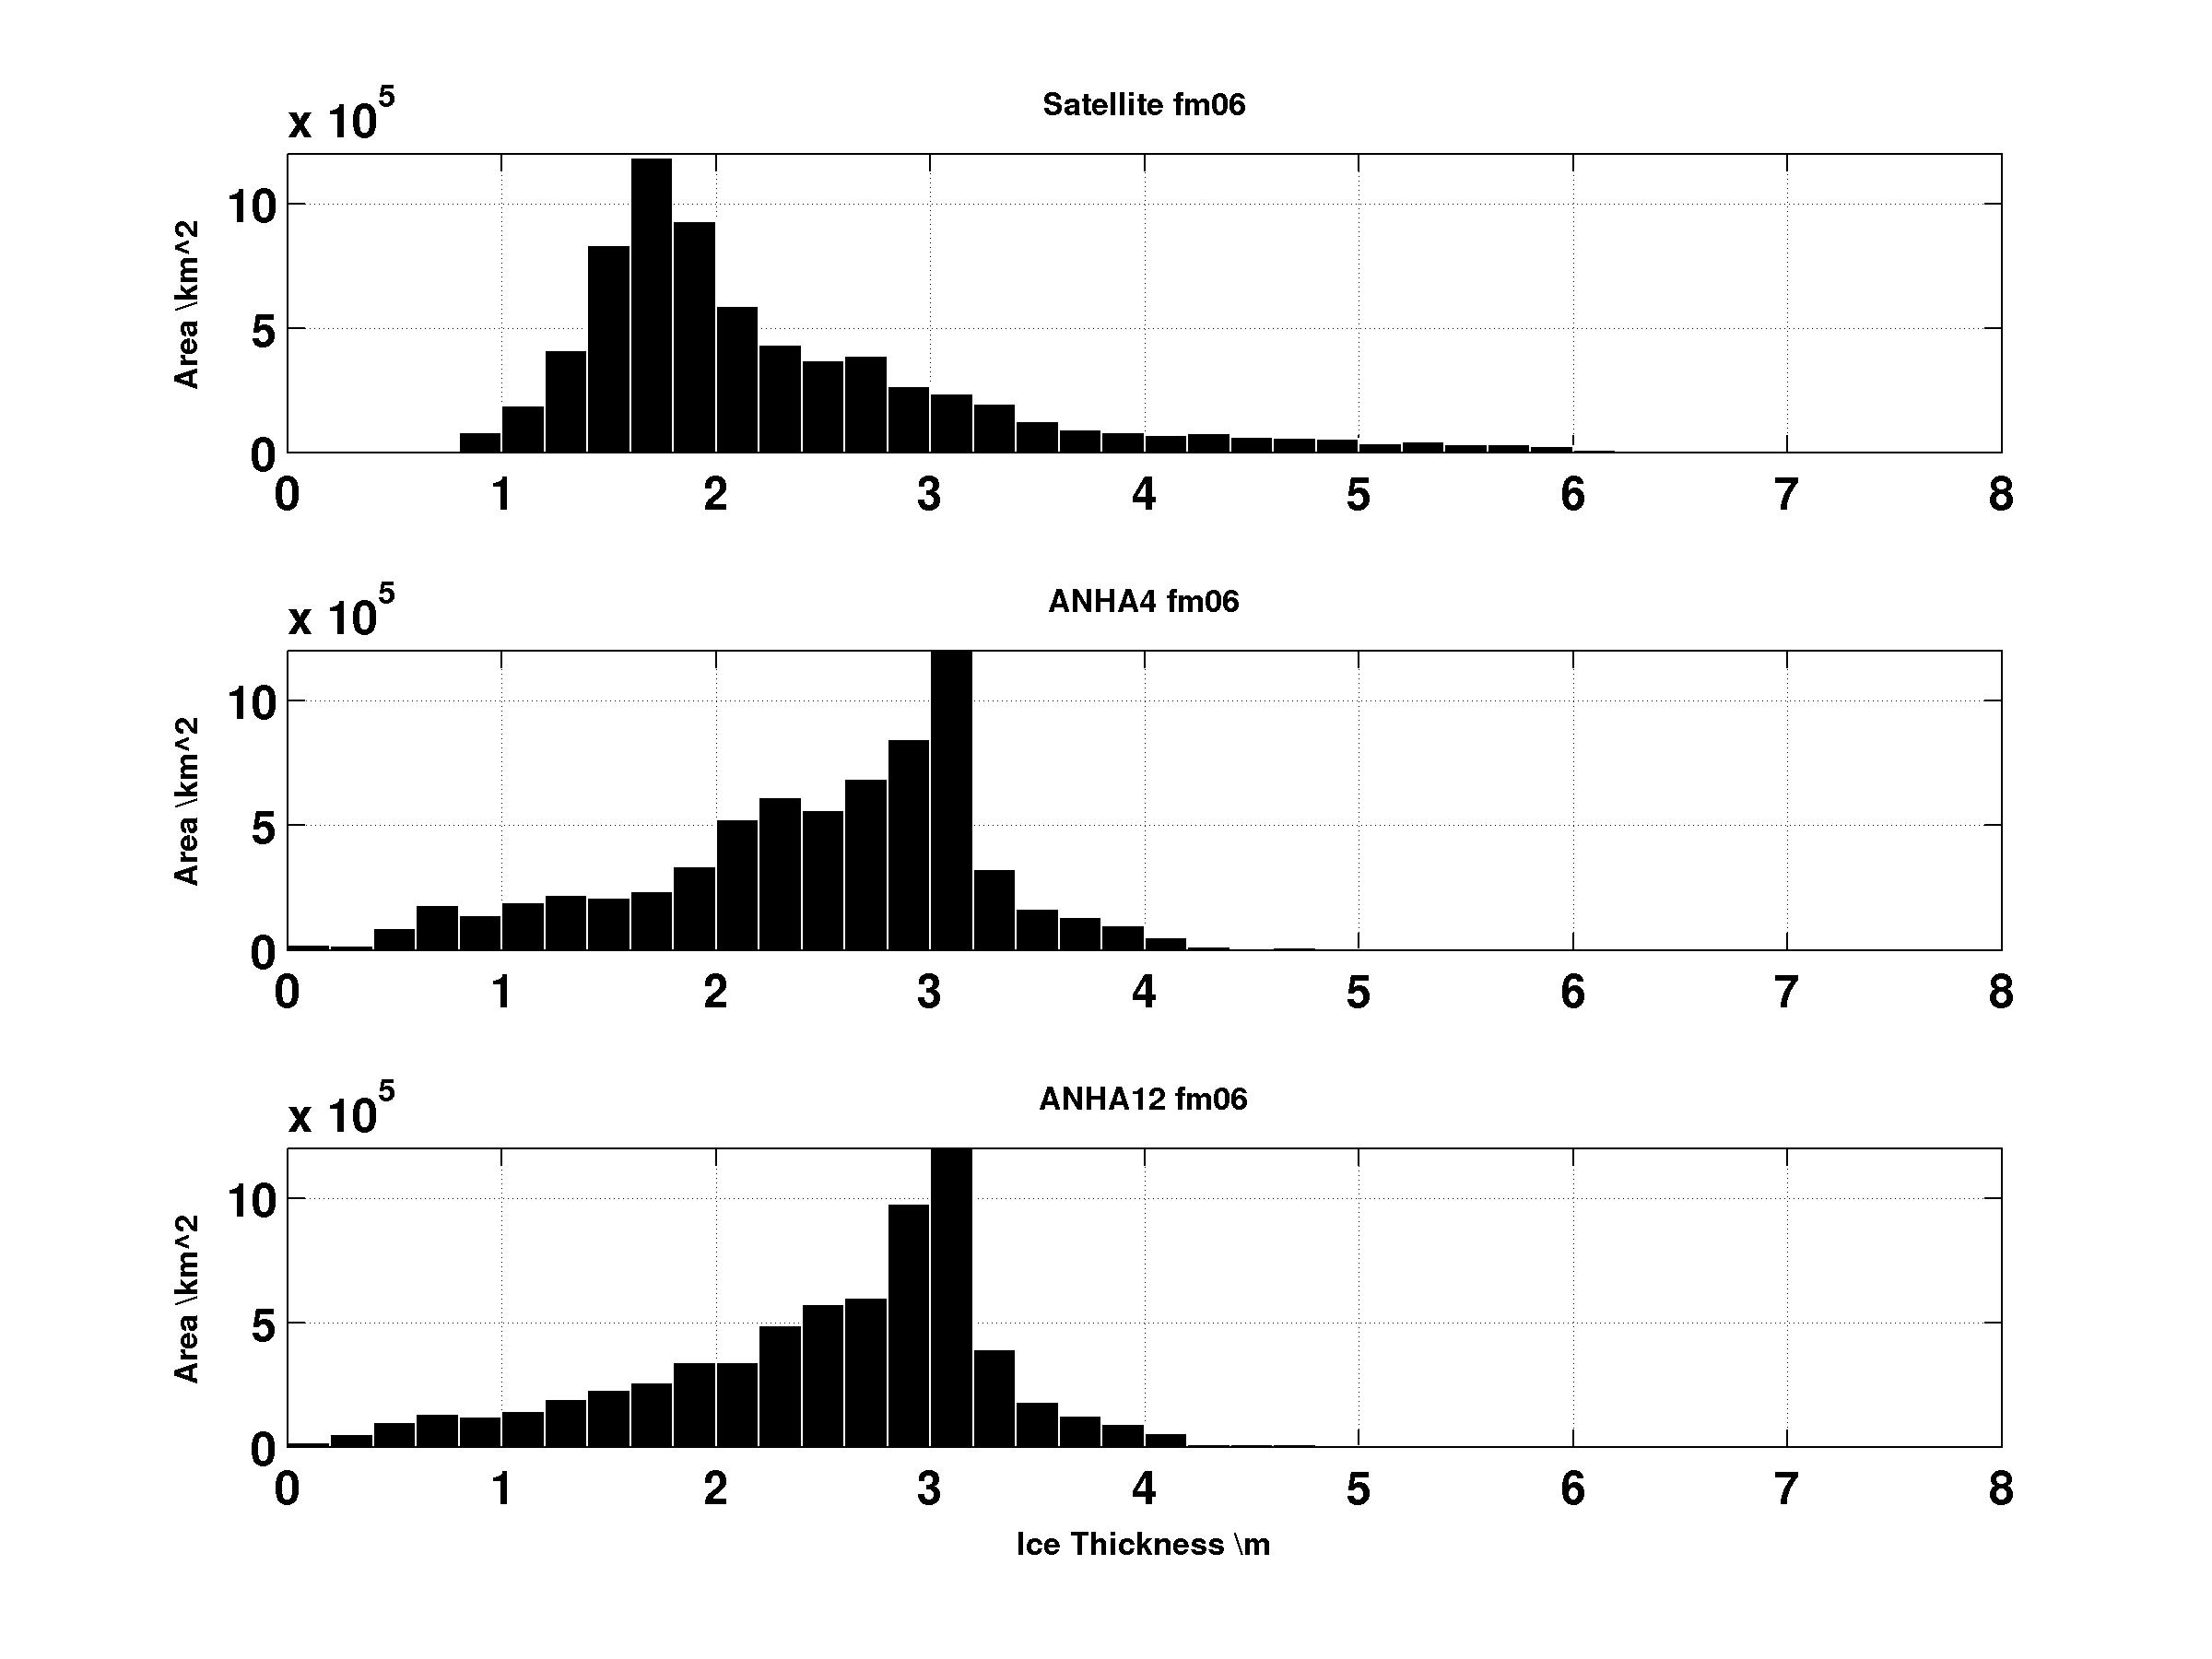 Satellite fm06
x 10^5
Area \km^2
10
5
0
0 1 2 3 4 5 6 7 8
ANHA4 fm06
x 10^5
Area \km^2
10
5
0
0 1 2 3 4 5 6 7 8
ANHA12 fm06
x 10^5
Area \km^2
10
5
0
0 1 2 3 4 5 6 7 8
Ice Thickness \m